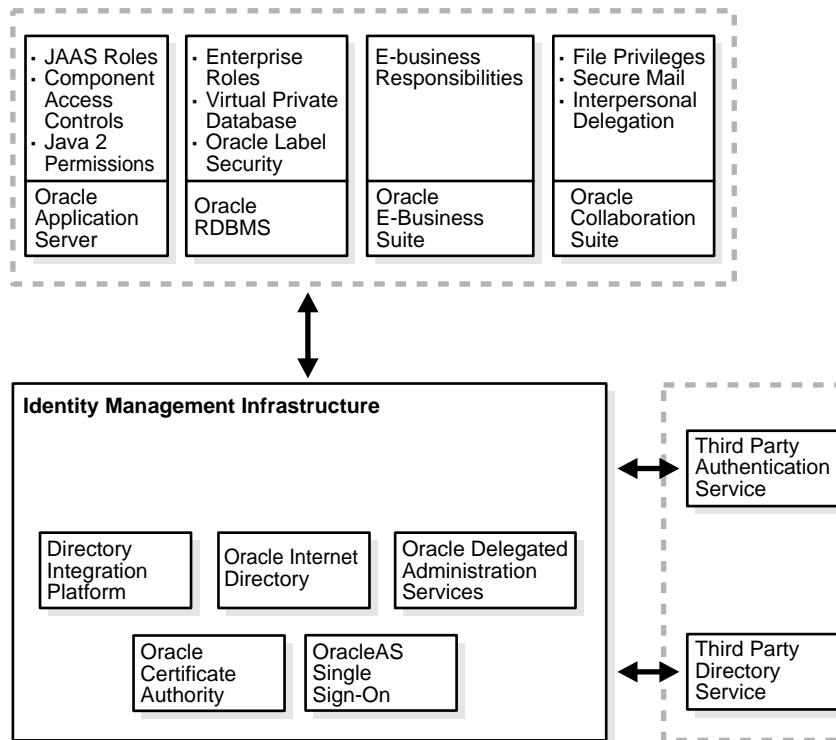 · JAAS Roles
· Component
Access
Controls
· Java 2
Permissions
Oracle
Application
Server
· Enterprise
Roles
· Virtual Private
Database
· Oracle Label
Security
Oracle
RDBMS
E-business
Responsibilities
Oracle
E-Business
Suite
· File Privileges
· Secure Mail
· Interpersonal
Delegation
Oracle
Collaboration
Suite
Identity Management Infrastructure
Directory
Integration
Platform
Oracle Internet
Directory
Oracle Delegated
Administration
Services
Oracle
Certificate
Authority
OracleAS
Single
Sign-On
Third Party
Authentication
Service
Third Party
Directory
Service